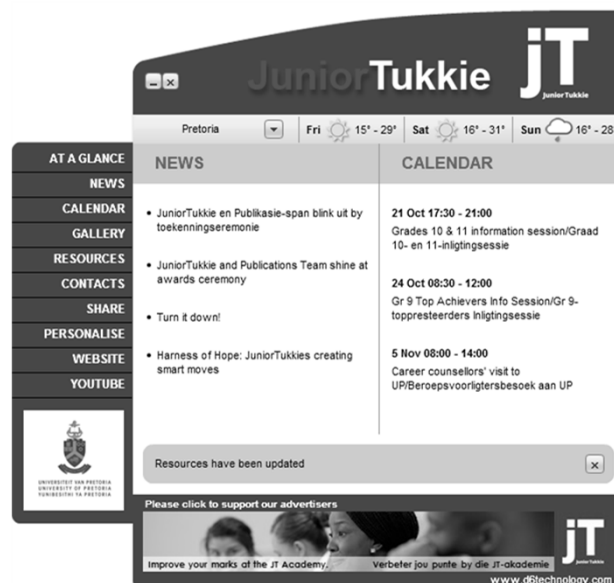 JuniorTukkie
jT
JuniorTukkie
Pretoria
Fri 15° - 29°
Sat 16° - 31°
Sun 16° - 28
AT A GLANCE
NEWS
CALENDAR
GALLERY
RESOURCES
CONTACTS
SHARE
PERSONALISE
WEBSITE
YOUTUBE
UNIVERSITEIT VAN PRETORIA
UNIVERSITY OF PRETORIA
YUNIBESITHI YA PRETORIA
NEWS
• JuniorTukkie en Publikasie-span blink uit by
toekenningseremonie
• JuniorTukkie and Publications Team shine at
awards ceremony
• Turn it down!
• Harness of Hope: JuniorTukkies creating
smart moves
CALENDAR
21 Oct 17:30 - 21:00
Grades 10 & 11 information session/Graad
10- en 11-inligtingsessie
24 Oct 08:30 - 12:00
Gr 9 Top Achievers Info Session/Gr 9-
toppresteerders Inligtingsessie
5 Nov 08:00 - 14:00
Career counsellors' visit to
UP/Beroepsvoorligtersbesoek aan UP
Resources have been updated
Please click to support our advertisers
Improve your marks at the JT Academy.
Verbeter jou punte by die JT-akademie
jT
JuniorTukkie
www.d6technology.com